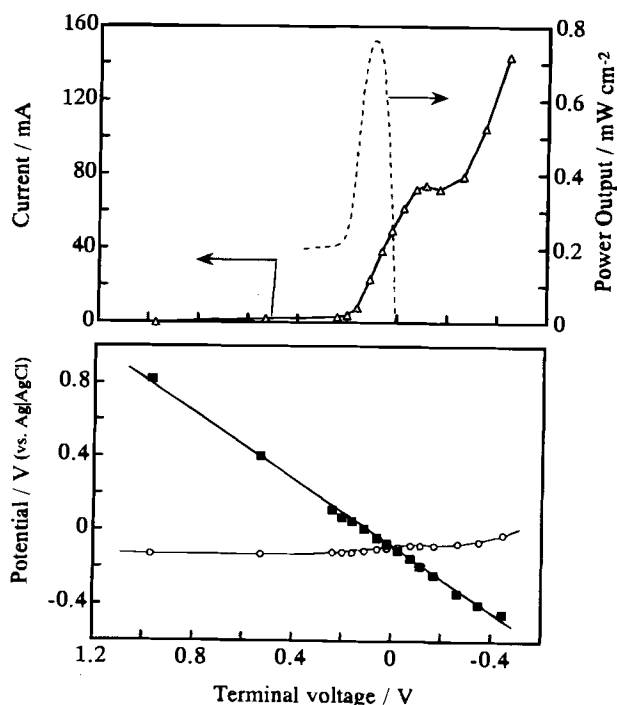 160
120
80
40
0
Current / mA
0.8
0.6
0.4
0.2
0
Power Output / mW cm-2
0.8
0.4
0
-0.4
Potential / V (vs. Ag|AgCl)
1.2 0.8 0.4 0 -0.4
Terminal voltage / V